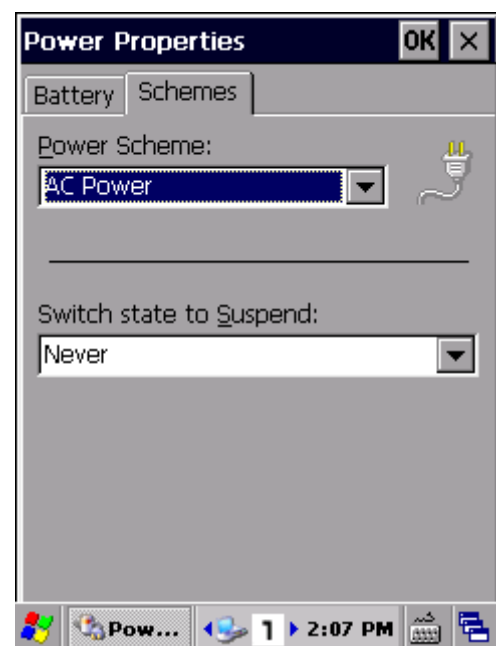 Power Properties OK ×
Battery Schemes
Power Scheme:
AC Power
Switch state to Suspend:
Never
Pow... 1 2:07 PM